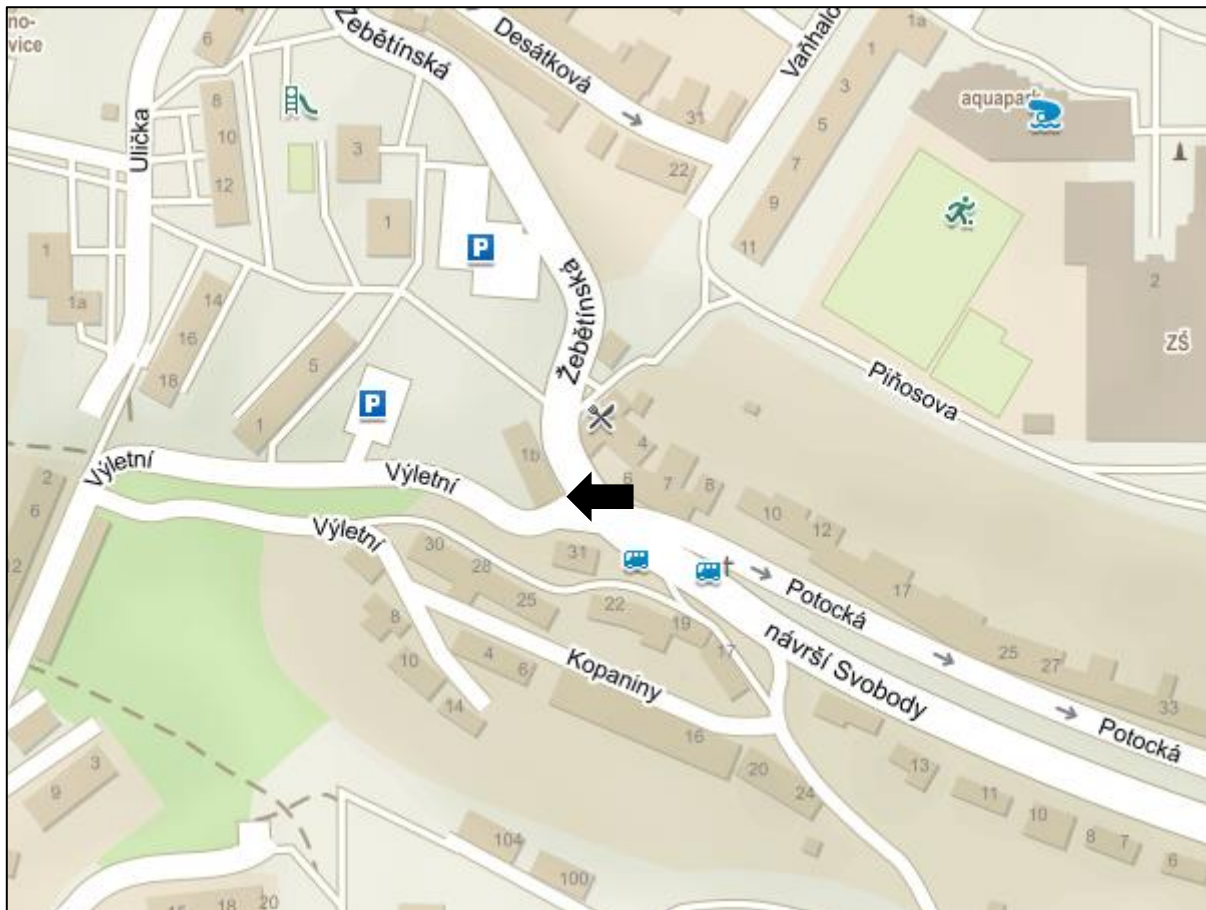 no-
vice
6
Žebětínská
Desátková
Vaňhalo
1a
1
3
5
7
9
11
aquapark
31
22
Ulička
8
10
12
3
1
P
2
ZŠ
1
1a
14
16
18
Žebětínská
5
1
P
Piňosova
Výletní
Výletní
1b
4
6
7
8
10
12
2
6
12
Výletní
30
28
25
31
22
19
17
17
25
27
33
Potocká
Potocká
návrší Svobody
8
10
14
4
6
Kopaniny
16
20
24
13
11
10
8
7
6
3
9
104
100
18
20